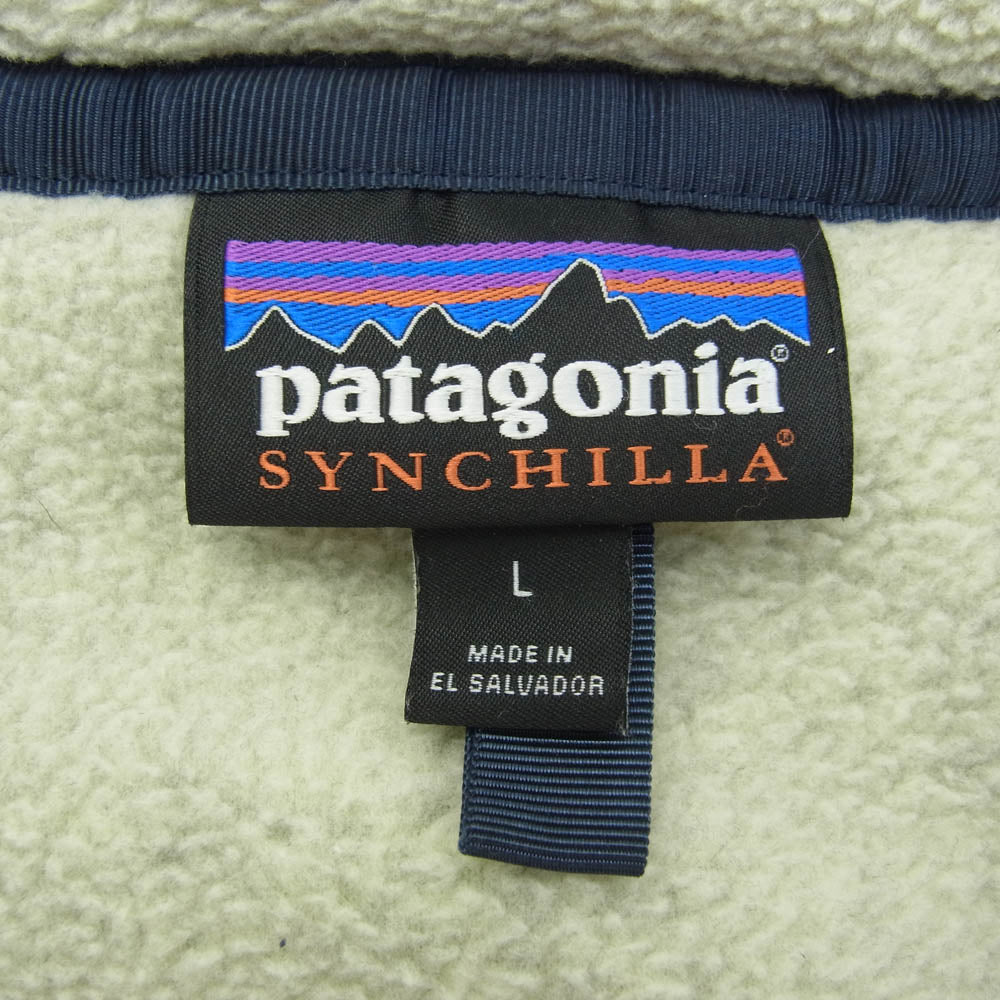 patagonia®
SYNCHILLA®
L
MADE IN
EL SALVADOR